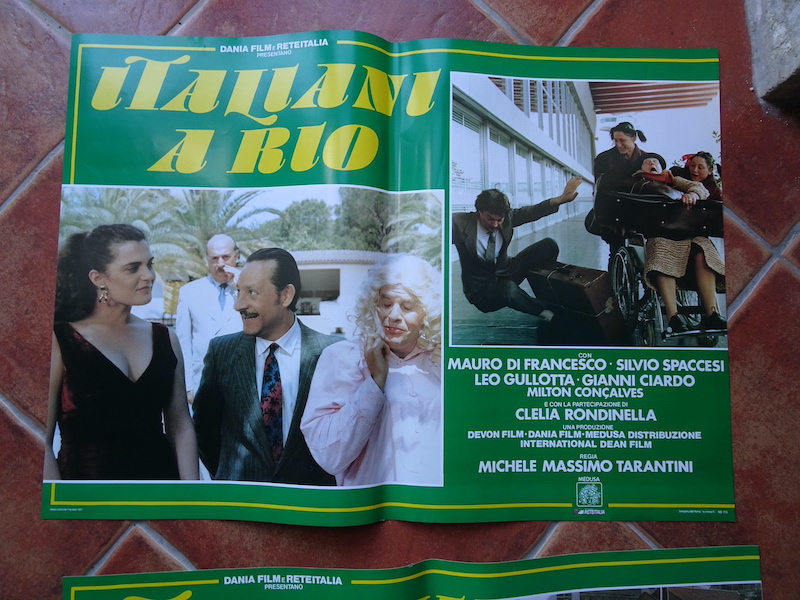 DANIA FILM E RETEITALIA
PRESENTANO
ITALIANI
A RIO
CON
MAURO DI FRANCESCO · SILVIO SPACCESI
LEO GULLOTTA · GIANNI CIARDO
MILTON CONÇALVES
E CON LA PARTECIPAZIONE DI
CLELIA RONDINELLA
UNA PRODUZIONE
DEVON FILM · DANIA FILM · MEDUSA DISTRIBUZIONE
INTERNATIONAL DEAN FILM
REGIA
MICHELE MASSIMO TARANTINI
MEDUSA
RETEITALIA
DANIA FILM E RETEITALIA
PRESENTANO